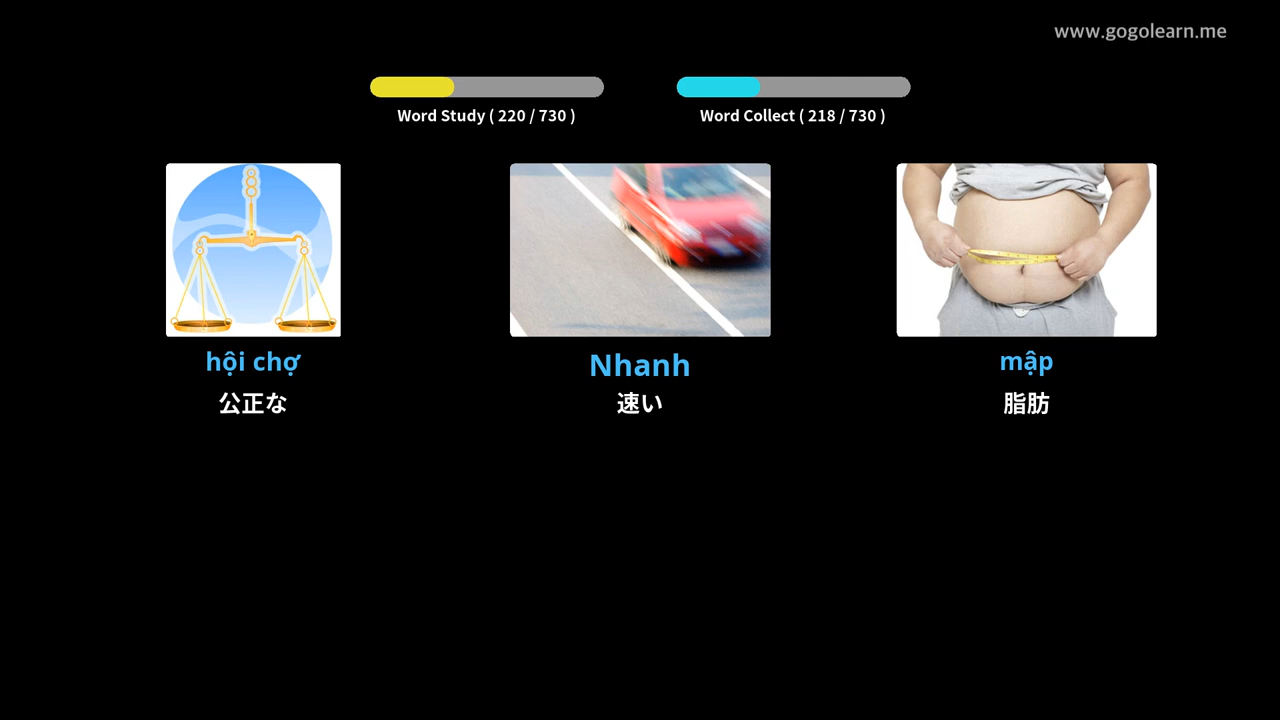 www.gogolearn.me
Word Study ( 220 / 730 )
Word Collect ( 218 / 730 )
hội chợ
公正な
Nhanh
速い
mập
脂肪